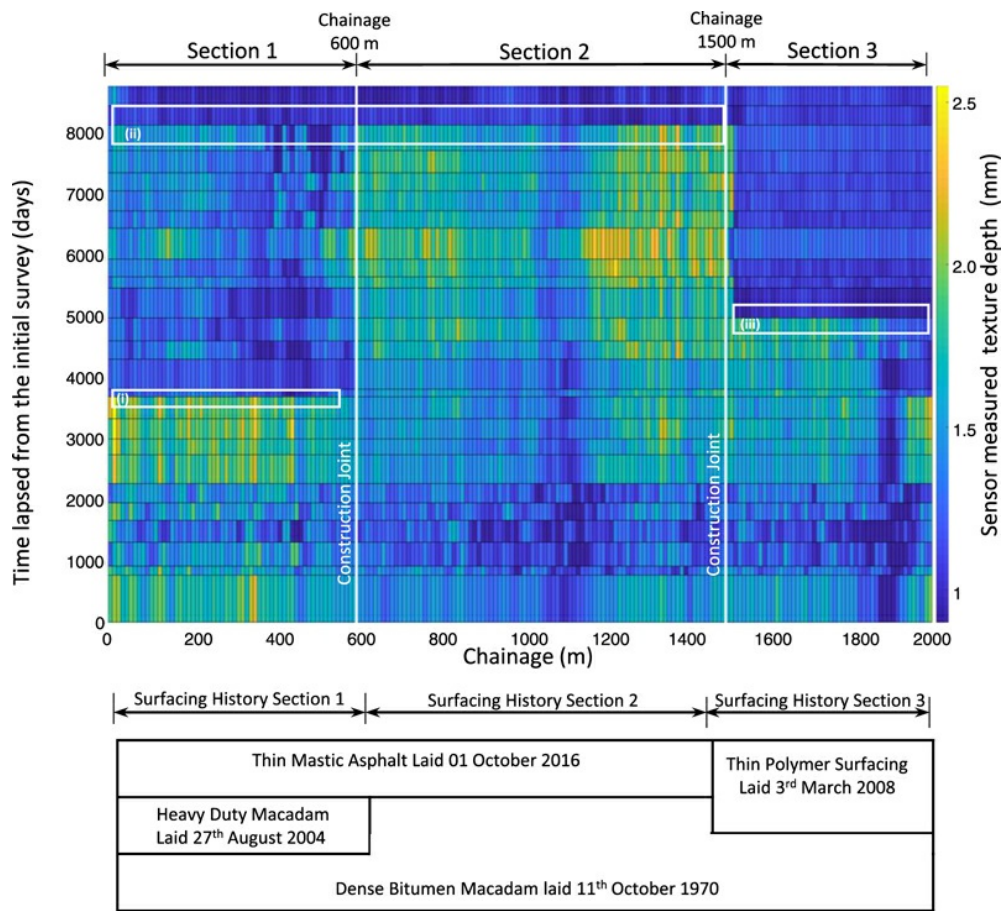 Chainage
600 m
Chainage
1500 m
Section 1
Section 2
Section 3
Time lapsed from the initial survey (days)
8000
7000
6000
5000
4000
3000
2000
1000
0
(ii)
(i)
(iii)
Construction Joint
Construction Joint
0
200
400
600
800
1000
1200
1400
1600
1800
2000
Chainage (m)
2.5
2.0
1.5
1
Sensor measured texture depth (mm)
Surfacing History Section 1
Surfacing History Section 2
Surfacing History Section 3
Thin Mastic Asphalt Laid 01 October 2016
Thin Polymer Surfacing
Laid 3rd March 2008
Heavy Duty Macadam
Laid 27th August 2004
Dense Bitumen Macadam laid 11th October 1970